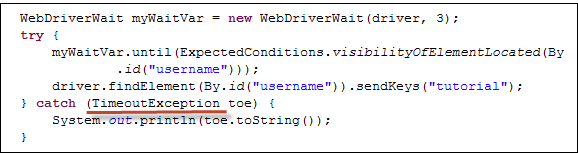 WebDriverWait myWaitVar = new WebDriverWait(driver, 3);
try {
myWaitVar.until(ExpectedConditions.visibilityOfElementLocated(By
.id("username")));
driver.findElement(By.id("username")).sendKeys("tutorial");
} catch (TimeoutException toe) {
System.out.println(toe.toString());
}